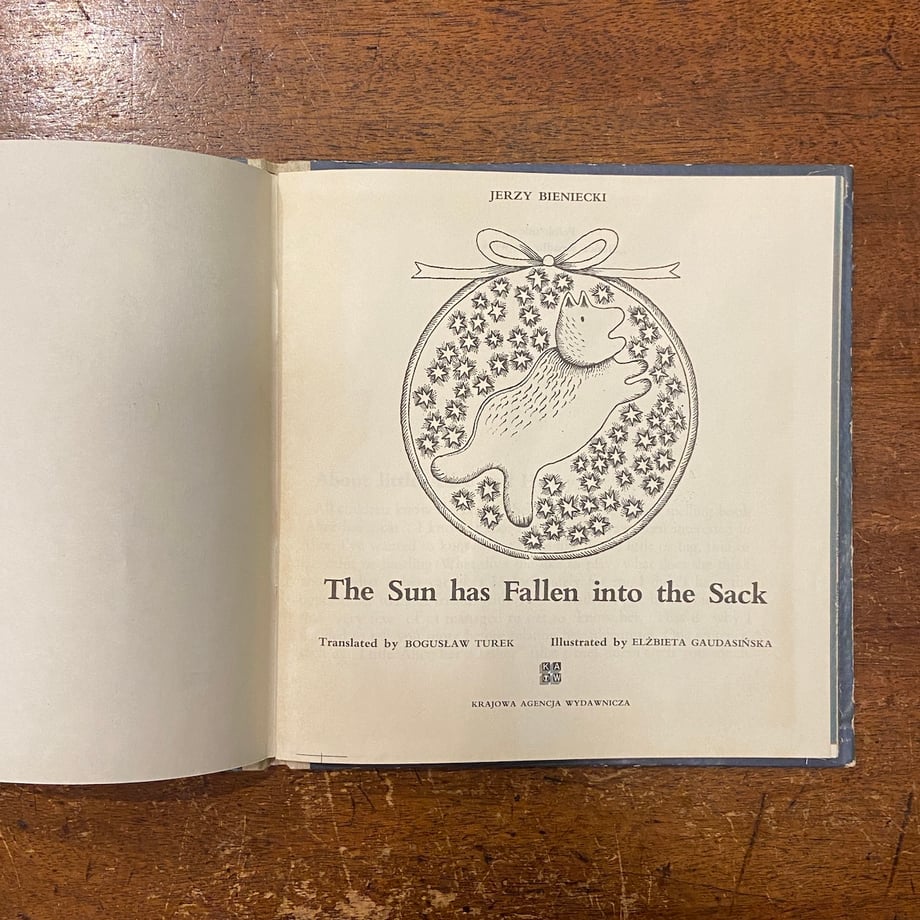 JERZY BIENIECKI
The Sun has Fallen into the Sack
Translated by BOGUSŁAW TUREK Illustrated by ELŻBIETA GAUDASIŃSKA
KAW
KRAJOWA AGENCJA WYDAWNICZA